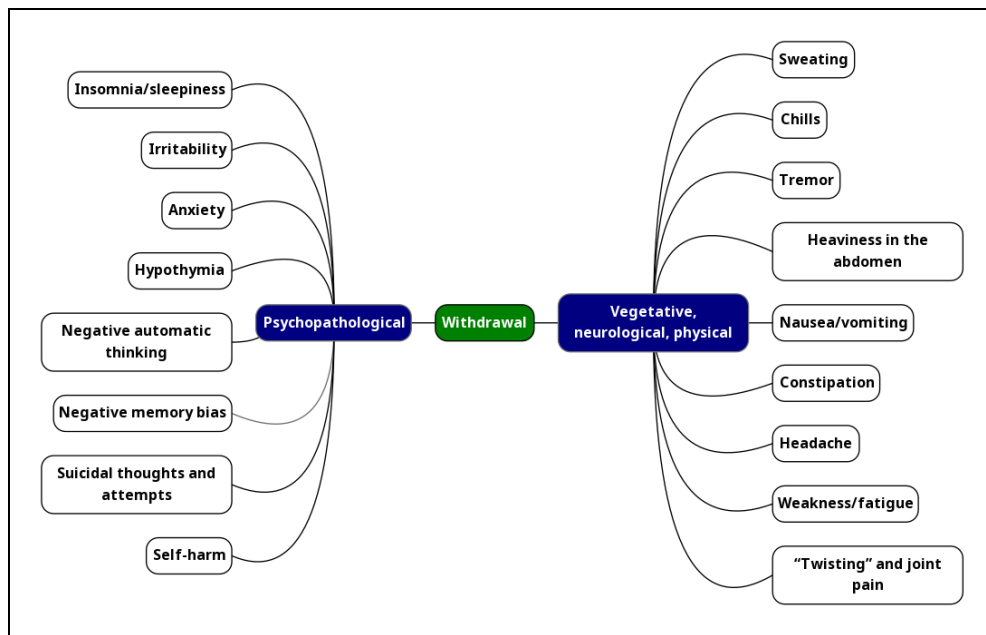 Insomnia/sleepiness
Irritability
Anxiety
Hypothymia
Negative automatic
thinking
Negative memory bias
Suicidal thoughts and
attempts
Self-harm
Psychopathological
Withdrawal
Vegetative,
neurological, physical
Sweating
Chills
Tremor
Heaviness in the
abdomen
Nausea/vomiting
Constipation
Headache
Weakness/fatigue
“Twisting” and joint
pain